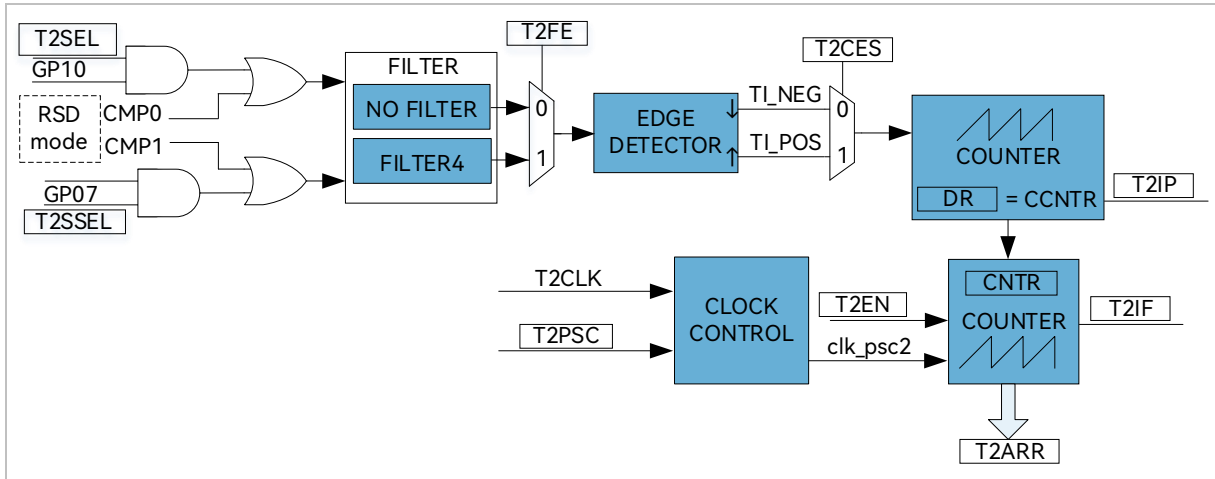 T2SEL
GP10
RSD
mode
CMP0
CMP1
GP07
T2SSEL
FILTER
NO FILTER
FILTER4
T2FE
0
1
EDGE
DETECTOR
↓
↑
TI_NEG
TI_POS
T2CES
0
1
COUNTER
DR = CCNTR
T2IP
T2CLK
T2PSC
CLOCK
CONTROL
T2EN
clk_psc2
CNTR
COUNTER
T2IF
T2ARR